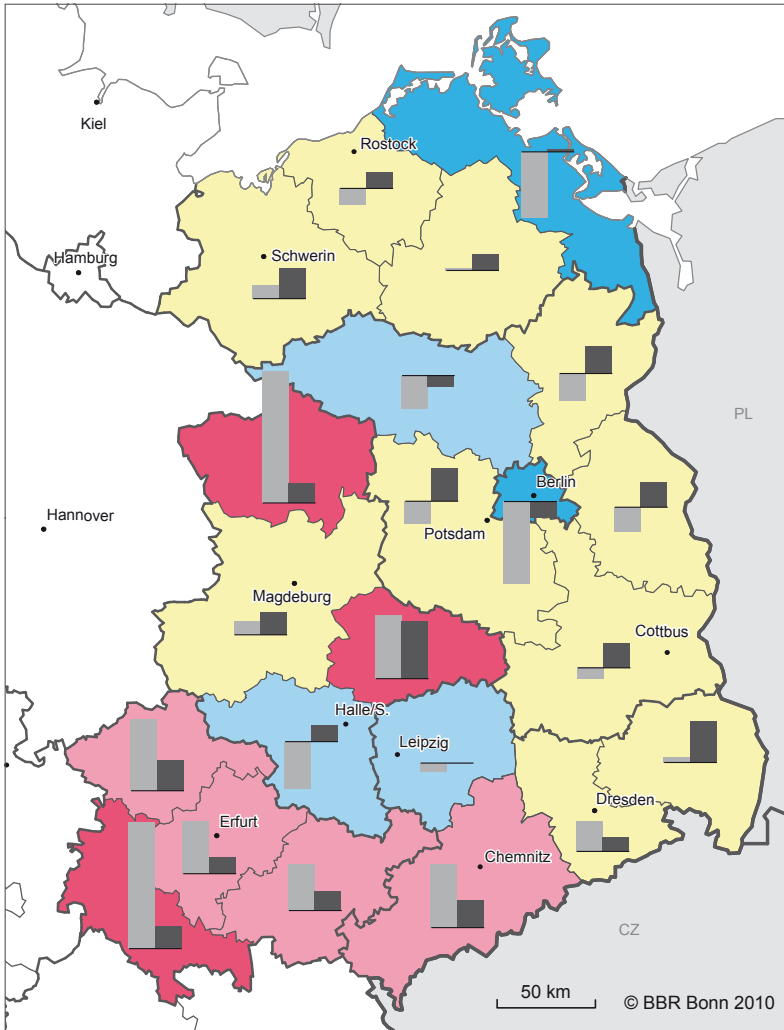 Kiel
Rostock
Hamburg
Schwerin
PL
Berlin
Hannover
Potsdam
Magdeburg
Cottbus
Halle/S.
Leipzig
Dresden
Erfurt
Chemnitz
CZ
50 km
© BBR Bonn 2010